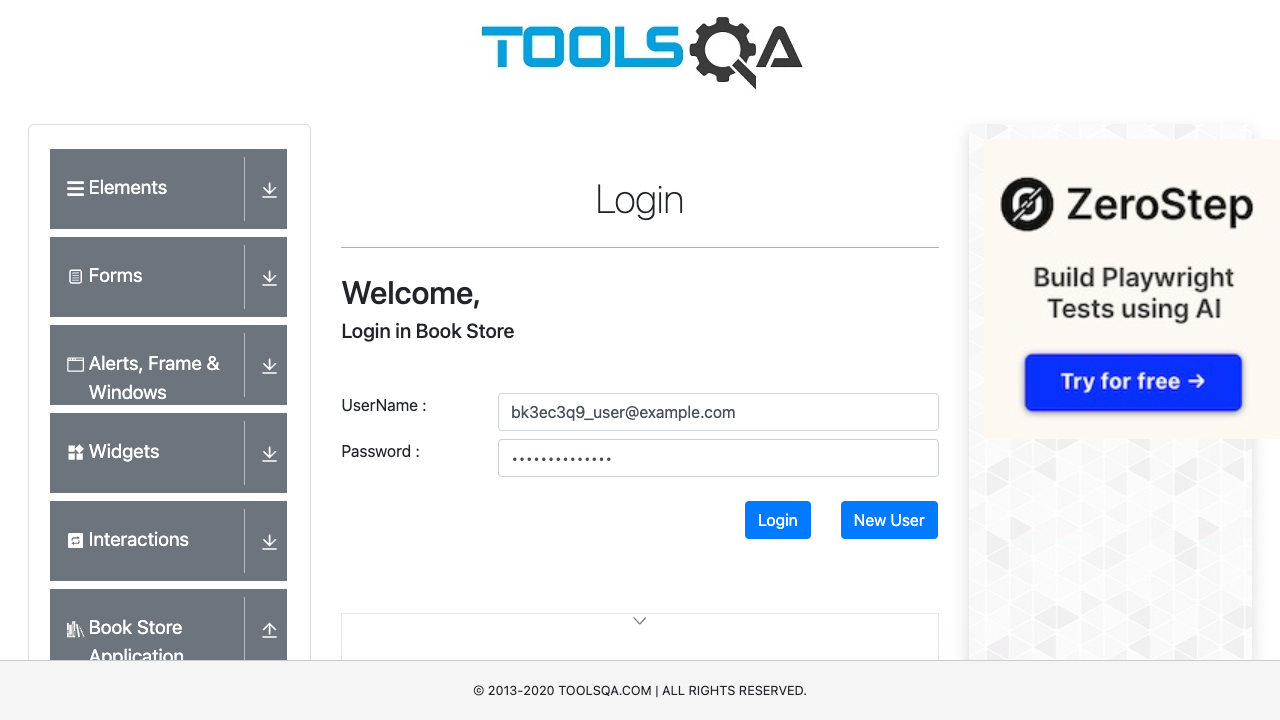 TOOLSQA
Elements
Forms
Alerts, Frame &
Windows
Widgets
Interactions
Book Store
Application
Login
Welcome,
Login in Book Store
UserName :
bk3ec3q9_user@example.com
Password :
••••••••••••••
Login
New User
ZeroStep
Build Playwright
Tests using AI
Try for free →
© 2013-2020 TOOLSQA.COM | ALL RIGHTS RESERVED.